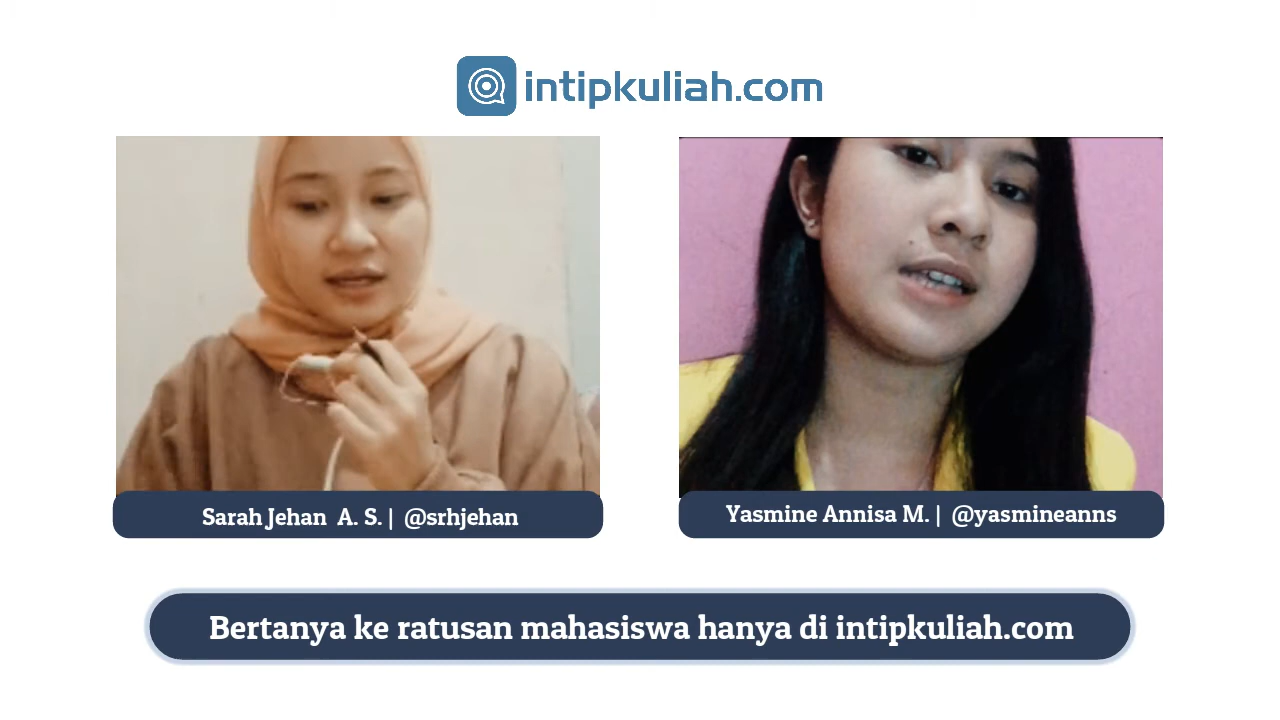 intipkuliah.com
Sarah Jehan A. S. | @srhjehan
Yasmine Annisa M. | @yasmineanns
Bertanya ke ratusan mahasiswa hanya di intipkuliah.com